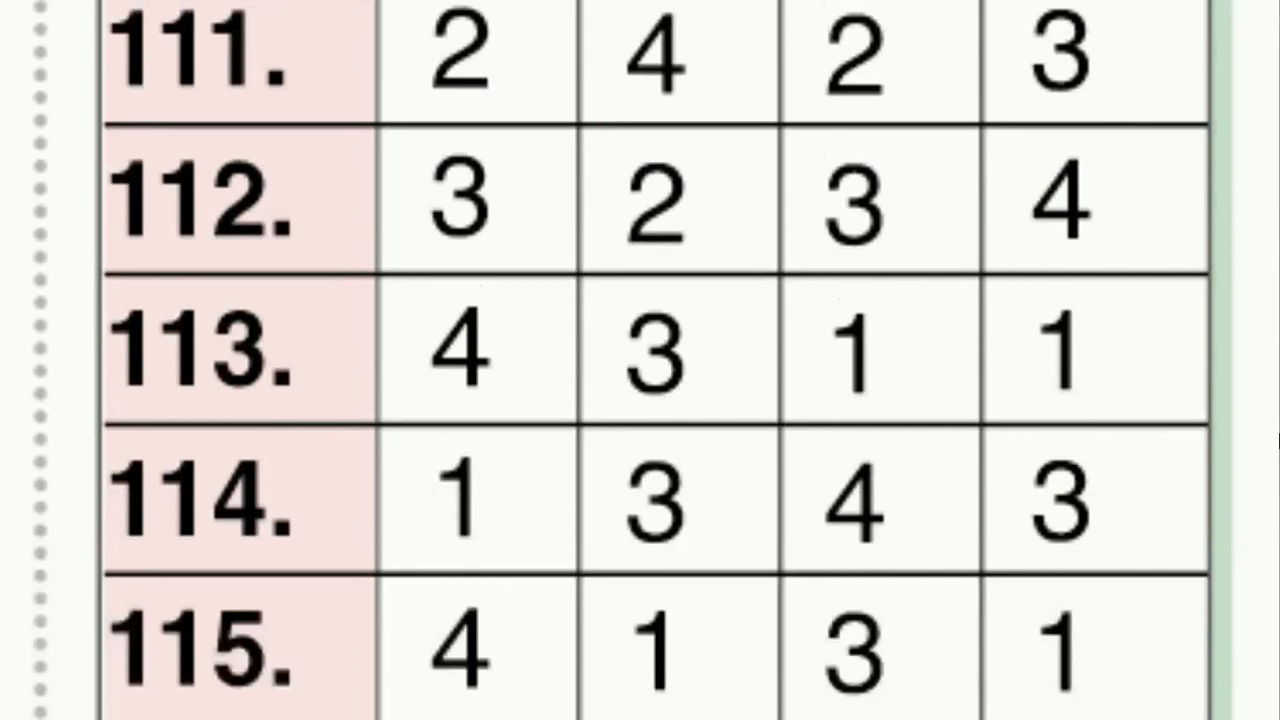 111. 2 4 2 3
112. 3 2 3 4
113. 4 3 1 1
114. 1 3 4 3
115. 4 1 3 1